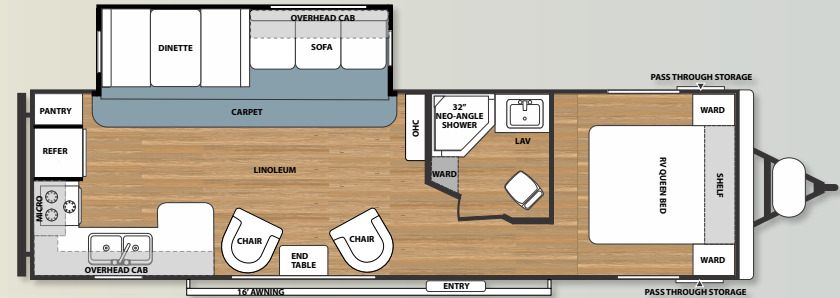 OVERHEAD CAB
DINETTE
SOFA
PASS THROUGH STORAGE
PANTRY
CARPET
OHC
32"
NEO-ANGLE
SHOWER
LAV
WARD
REFER
LINOLEUM
WARD
RV QUEEN BED
SHELF
MICRO
CHAIR
END
TABLE
CHAIR
WARD
OVERHEAD CAB
16' AWNING
ENTRY
PASS THROUGH STORAGE